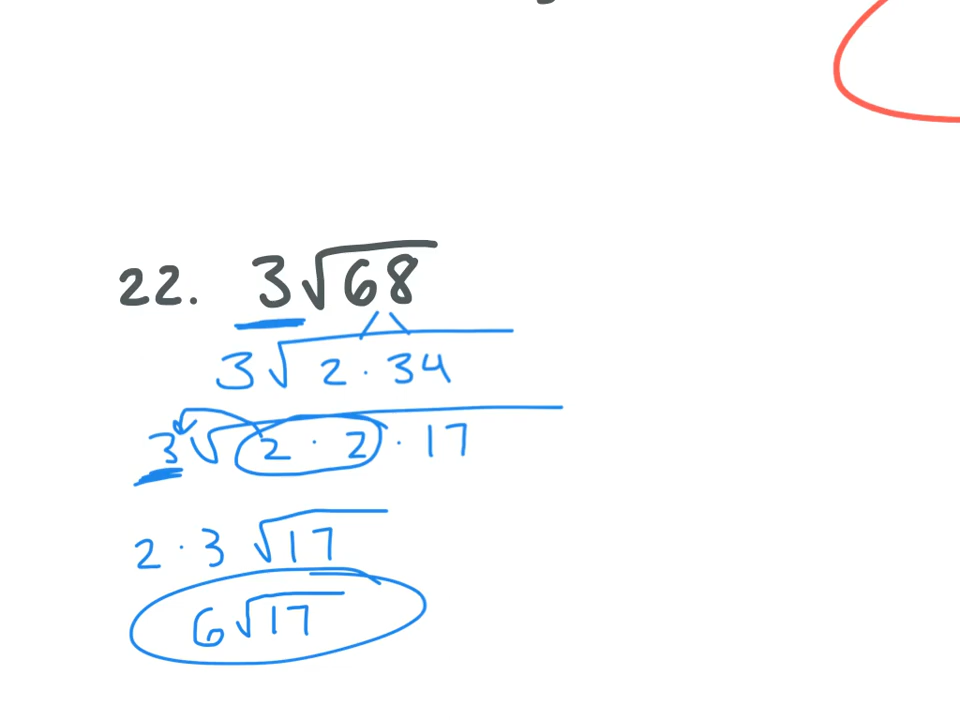 22. 3√68
3√2 · 34
3√2 · 2 · 17
2 · 3 √17
6√17